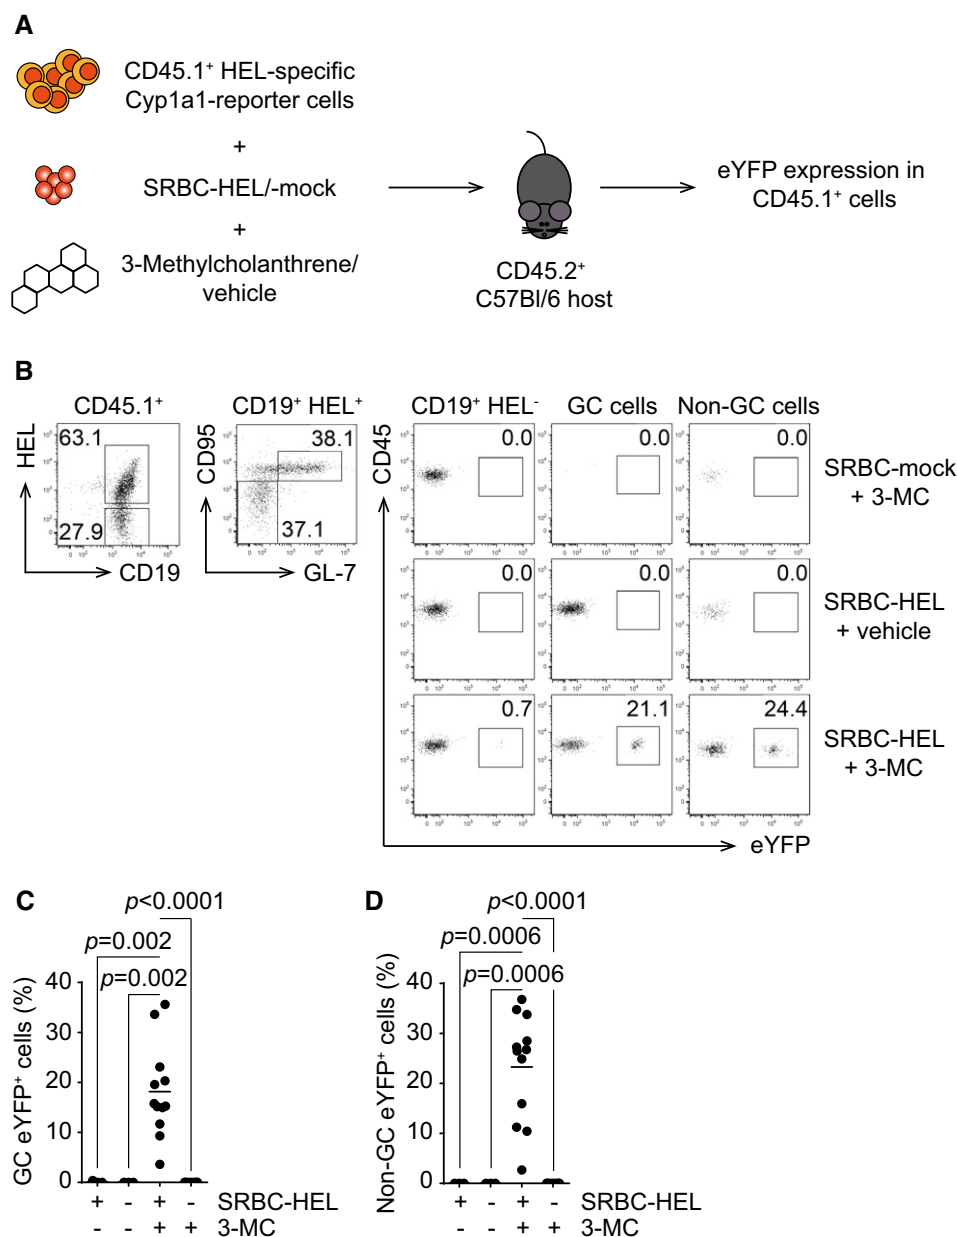 A
CD45.1⁺ HEL-specific
Cyp1a1-reporter cells
+
SRBC-HEL/-mock
+
3-Methylcholanthrene/
vehicle
CD45.2⁺
C57Bl/6 host
eYFP expression in
CD45.1⁺ cells
B
CD45.1⁺
HEL
63.1
27.9
CD19
CD19⁺ HEL⁺
CD95
38.1
37.1
GL-7
CD19⁺ HEL⁻ GC cells Non-GC cells
CD45
0.0 0.0 0.0
SRBC-mock
+ 3-MC
0.0 0.0 0.0
SRBC-HEL
+ vehicle
0.7 21.1 24.4
SRBC-HEL
+ 3-MC
eYFP
C
p<0.0001
p=0.002
p=0.002
GC eYFP⁺ cells (%)
40
30
20
10
0
+ - + - SRBC-HEL
- - + + 3-MC
D
p<0.0001
p=0.0006
p=0.0006
Non-GC eYFP⁺ cells (%)
40
30
20
10
0
+ - + - SRBC-HEL
- - + + 3-MC